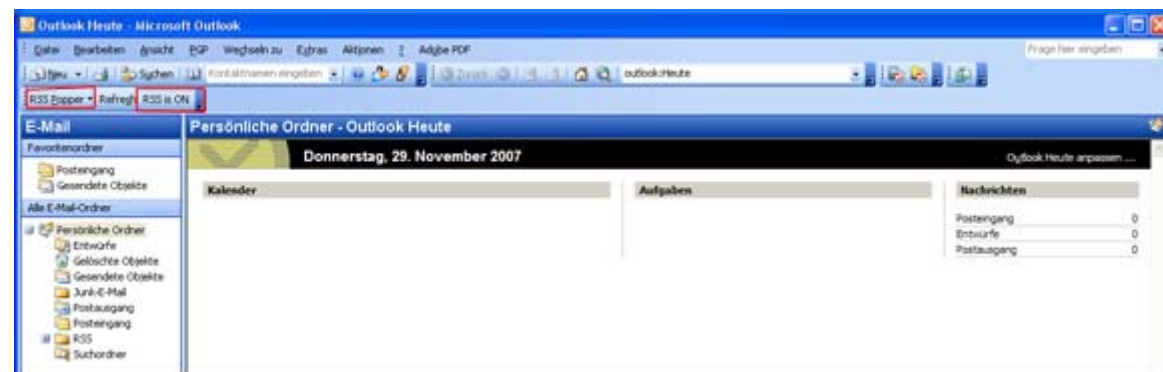 Outlook Heute - Microsoft Outlook
Datei Bearbeiten Ansicht PGP Wechseln zu Extras Aktionen ? Adobe PDF Frage hier eingeben
Neu Suchen Kontaktnamen eingeben Zurück outlook:Heute
RSS Popper Refresh RSS is ON
E-Mail Persönliche Ordner - Outlook Heute
Favoritenordner Donnerstag, 29. November 2007 Outlook Heute anpassen ...
Posteingang
Gesendete Objekte Kalender Aufgaben Nachrichten
Alle E-Mail-Ordner
Posteingang 0
Persönliche Ordner Entwürfe 0
Entwürfe Postausgang 0
Gelöschte Objekte
Gesendete Objekte
Junk-E-Mail
Postausgang
Posteingang
RSS
Suchordner